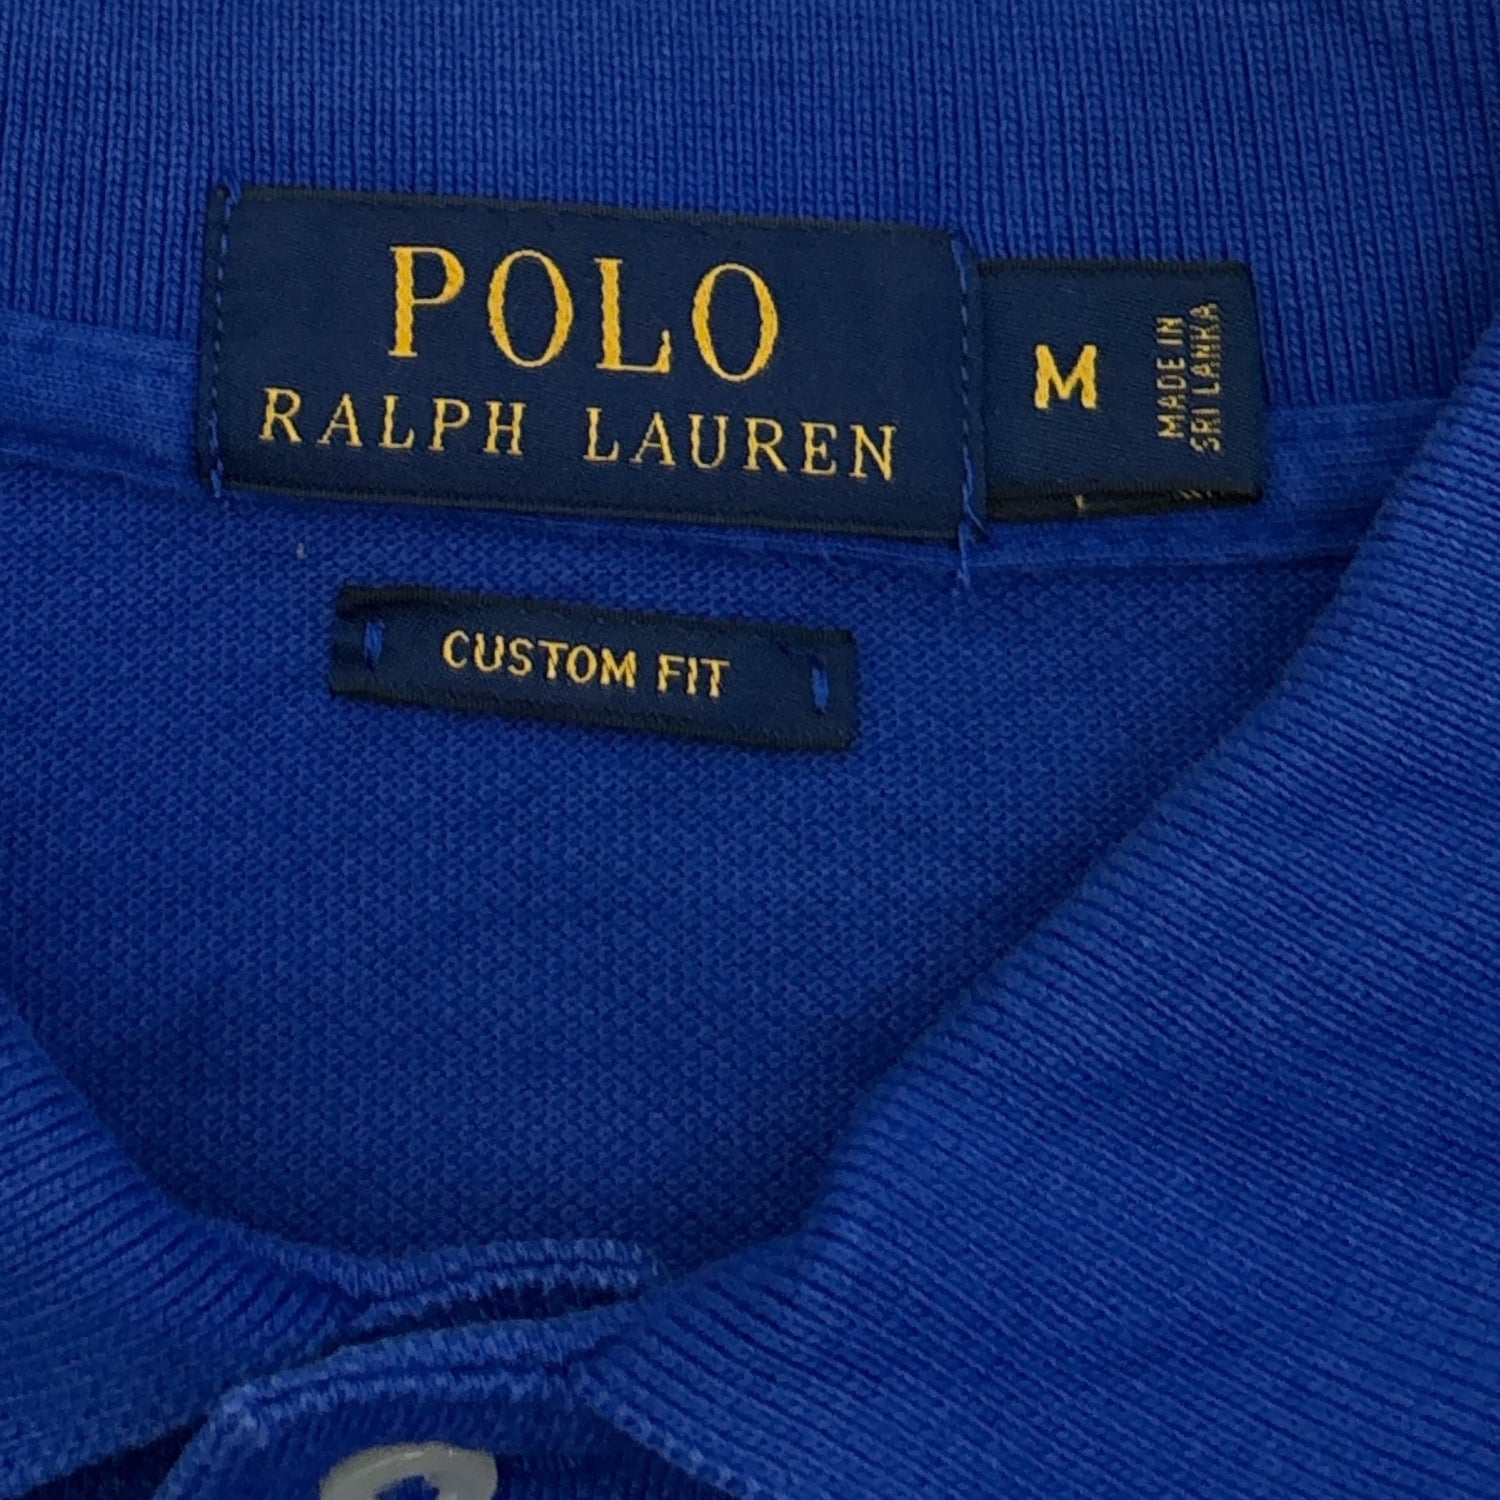 POLO
RALPH LAUREN
M
MADE IN
SRI LANKA
CUSTOM FIT